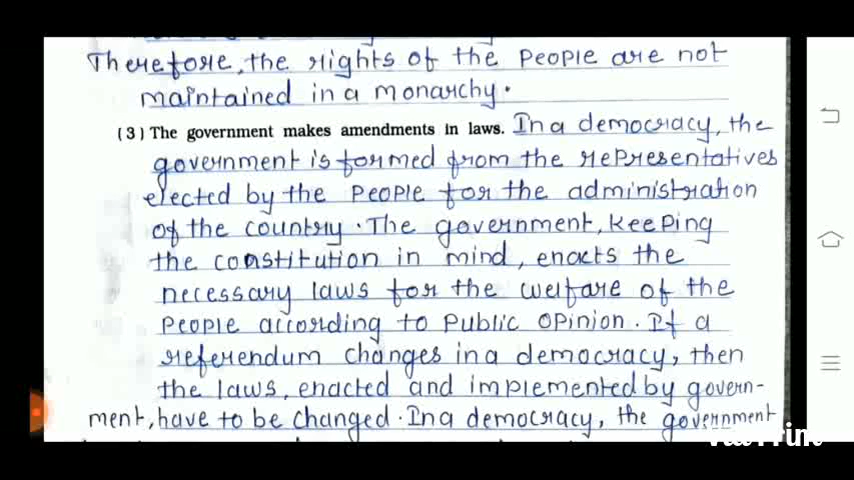 Therefore, the rights of the people are not
maintained in a monarchy.
(3) The government makes amendments in laws. In a democracy, the
government is formed from the representatives
elected by the people for the administration
of the country. The government, keeping
the constitution in mind, enacts the
necessary laws for the welfare of the
people according to public opinion. If a
referendum changes in a democracy, then
the laws, enacted and implemented by govern-
ment, have to be changed. In a democracy, the government